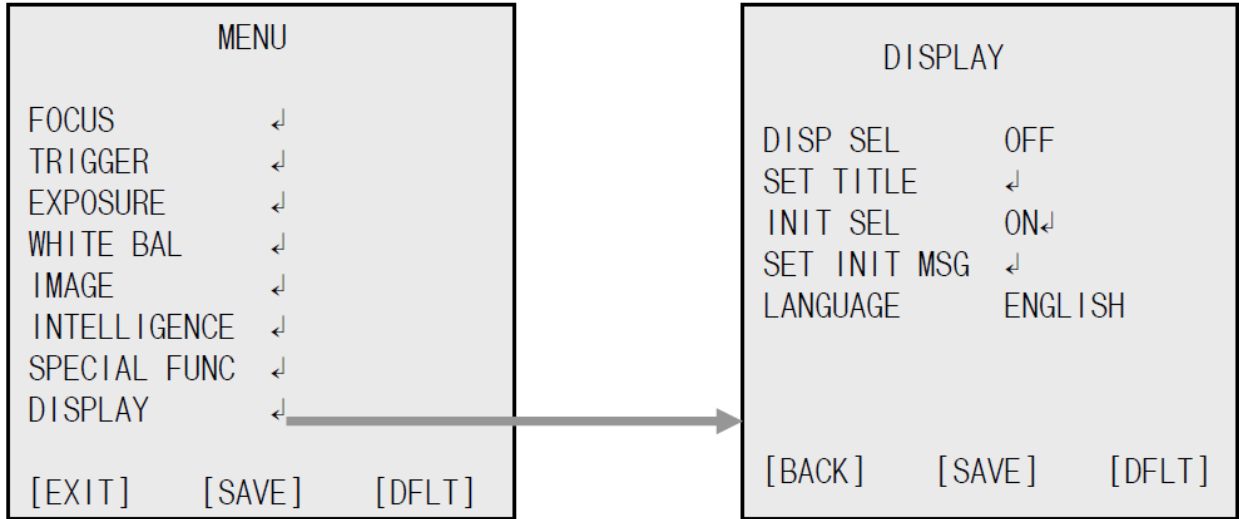 MENU
FOCUS ↲
TRIGGER ↲
EXPOSURE ↲
WHITE BAL ↲
IMAGE ↲
INTELLIGENCE ↲
SPECIAL FUNC ↲
DISPLAY ↲
[EXIT] [SAVE] [DFLT]
DISPLAY
DISP SEL OFF
SET TITLE ↲
INIT SEL ON↲
SET INIT MSG ↲
LANGUAGE ENGLISH
[BACK] [SAVE] [DFLT]